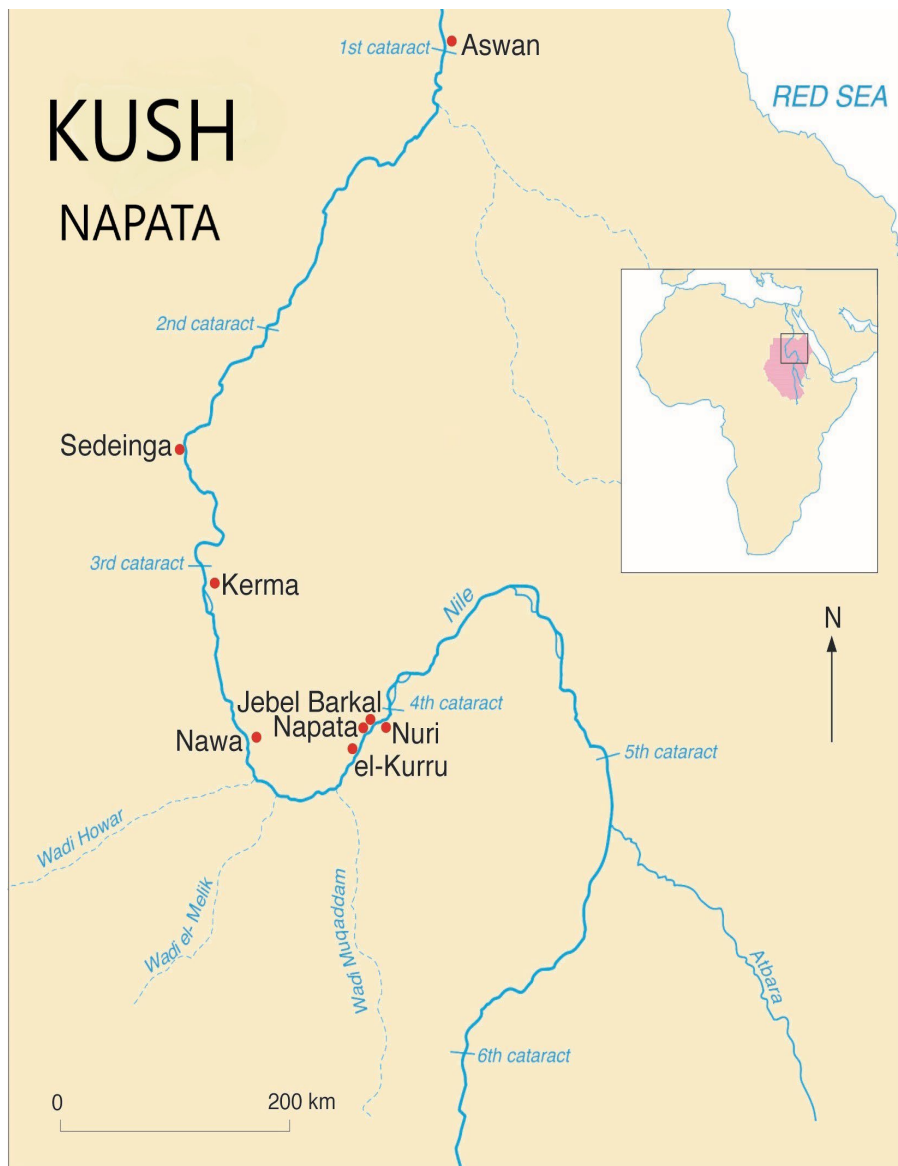 1st cataract
Aswan
RED SEA
KUSH
NAPATA
2nd cataract
Sedeinga
3rd cataract
Kerma
Nile
N
Jebel Barkal
4th cataract
Napata
Nuri
Nawa
el-Kurru
5th cataract
Wadi Howar
Wadi el- Melik
Wadi Muqaddam
Atbara
6th cataract
0 200 km